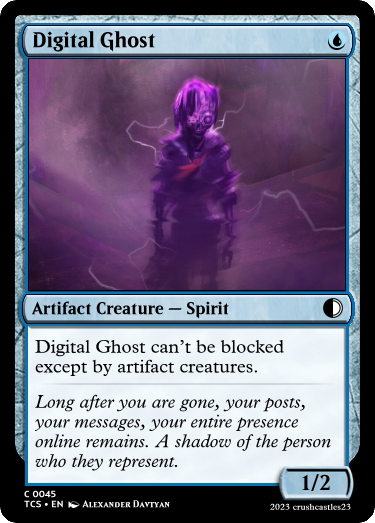 Digital Ghost
Artifact Creature — Spirit
Digital Ghost can't be blocked
except by artifact creatures.
Long after you are gone, your posts,
your messages, your entire presence
online remains. A shadow of the person
who they represent.
1/2
C 0045
TCS • EN Alexander Davtyan
2023 crushcastles23